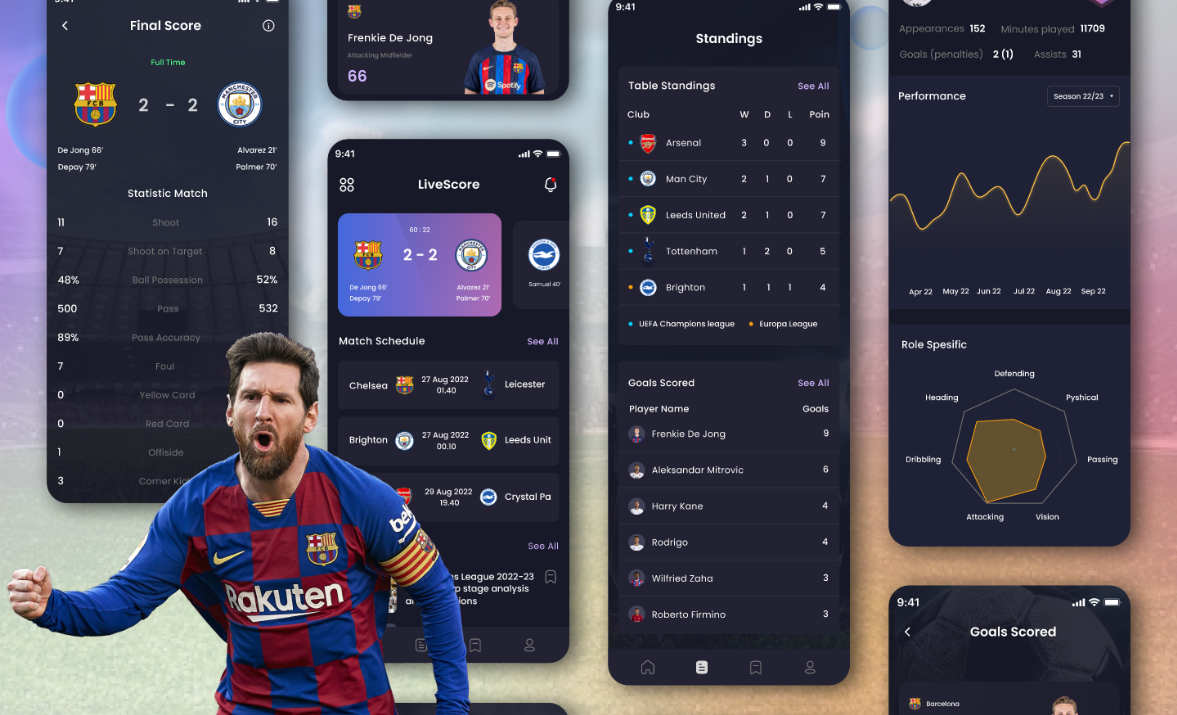 9:41
Final Score
Full Time
FCB
2 - 2
MANCHESTER
CITY
De Jong 66'
Alvarez 21'
Depay 79'
Palmer 70'
Statistic Match
11 Shoot 16
7 Shoot on Target 8
48% Ball Possession 52%
500 Pass 532
89% Pass Accuracy
7 Foul
0 Yellow Card
0 Red Card
1 Offiside
3 Corner Kic
beko
FCB
Rakuten
Frenkie De Jong
Attacking Midfielder
66
Spotify
9:41
LiveScore
60 : 22
2 - 2
De Jong 66'
Alvarez 21'
Depay 79'
Palmer 70'
Samuel 40'
Match Schedule
See All
Chelsea
27 Aug 2022
01.40
Leicester
Brighton
27 Aug 2022
00.10
Leeds Unit
29 Aug 2022
19.40
Crystal Pa
See All
s League 2022-23
p stage analysis
9:41
Standings
Table Standings
See All
Club W D L Poin
Arsenal 3 0 0 9
Man City 2 1 0 7
Leeds United 2 1 0 7
Tottenham 1 2 0 5
Brighton 1 1 1 4
UEFA Champions league
Europa League
Goals Scored
See All
Player Name Goals
Frenkie De Jong 9
Aleksandar Mitrovic 6
Harry Kane 4
Rodrigo 4
Wilfried Zaha 3
Roberto Firmino 3
Appearances 152 Minutes played 11709
Goals (penalties) 2 (1) Assists 31
Performance
Season 22/23
Apr 22 May 22 Jun 22 Jul 22 Aug 22 Sep 22
Role Spesific
Defending
Heading
Pyshical
Dribbling
Passing
Attacking
Vision
9:41
Goals Scored
Barcelona